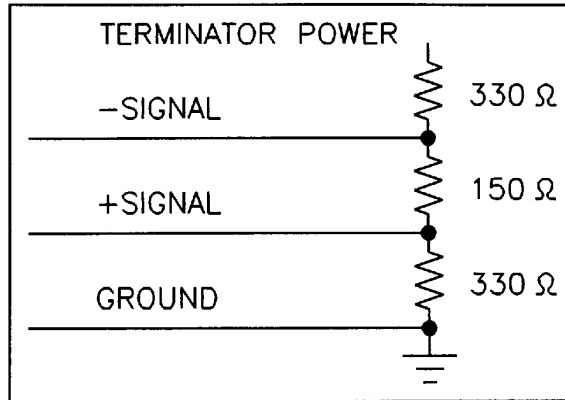 TERMINATOR POWER
330 Ω
−SIGNAL
150 Ω
+SIGNAL
330 Ω
GROUND